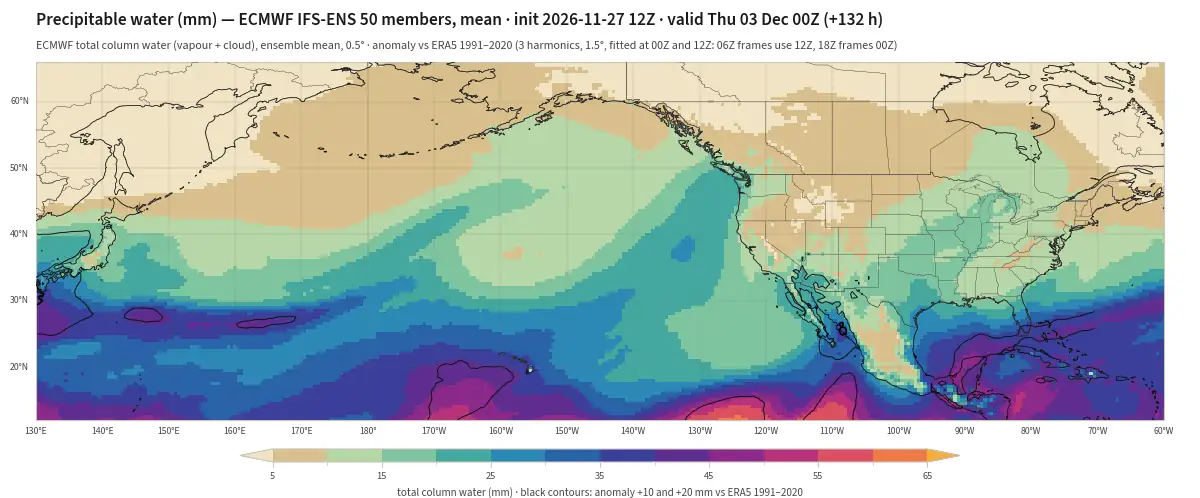 Precipitable water (mm) — ECMWF IFS-ENS 50 members, mean · init 2026-11-27 12Z · valid Thu 03 Dec 00Z (+132 h)
ECMWF total column water (vapour + cloud), ensemble mean, 0.5° · anomaly vs ERA5 1991–2020 (3 harmonics, 1.5°, fitted at 00Z and 12Z: 06Z frames use 12Z, 18Z frames 00Z)
60°N
50°N
40°N
30°N
20°N
130°E 140°E 150°E 160°E 170°E 180° 170°W 160°W 150°W 140°W 130°W 120°W 110°W 100°W 90°W 80°W 70°W 60°W
5 15 25 35 45 55 65
total column water (mm) · black contours: anomaly +10 and +20 mm vs ERA5 1991–2020